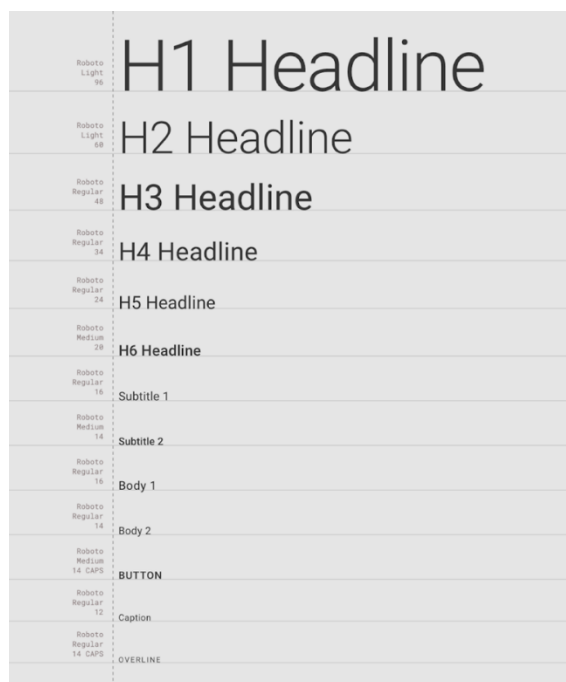 Roboto
Light
96
H1 Headline
Roboto
Light
60
H2 Headline
Roboto
Regular
48
H3 Headline
Roboto
Regular
34
H4 Headline
Roboto
Regular
24
H5 Headline
Roboto
Medium
20
H6 Headline
Roboto
Regular
16
Subtitle 1
Roboto
Medium
14
Subtitle 2
Roboto
Regular
16
Body 1
Roboto
Regular
14
Body 2
Roboto
Medium
14 CAPS
BUTTON
Roboto
Regular
12
Caption
Roboto
Regular
14 CAPS
OVERLINE